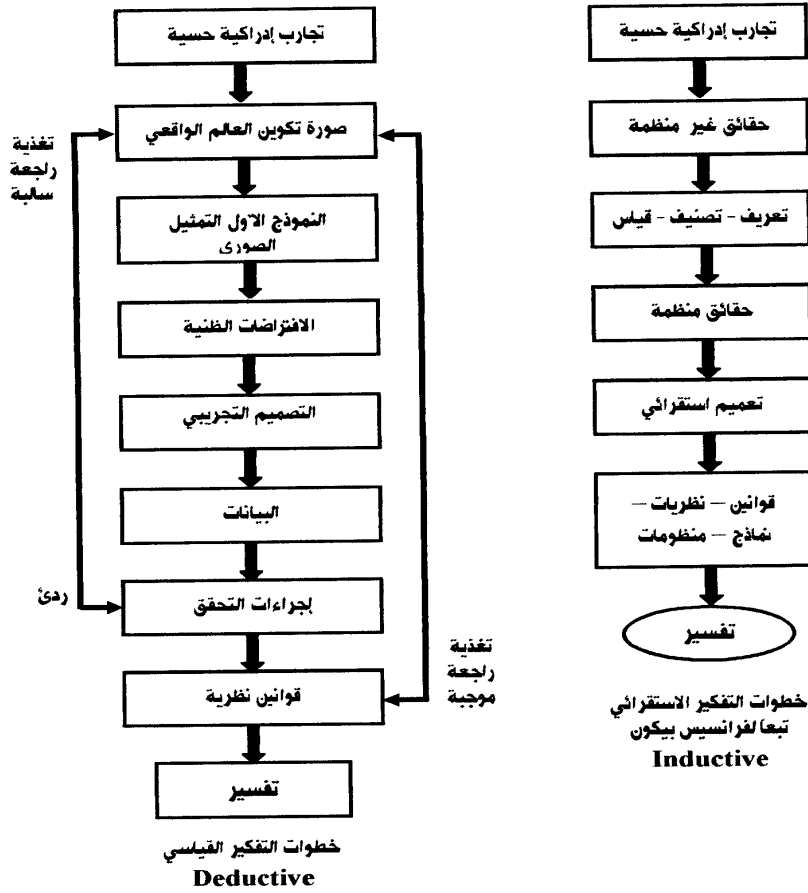 تجارب إدراكية حسية
حقائق غير منظمة
تعريف - تصنيف - قياس
حقائق منظمة
تعميم استقرائي
قوانين – نظريات –
نماذج – منظومات
تفسير
خطوات التفكير الاستقرائي
تبعاً لفرانسيس بيكون
Inductive
تجارب إدراكية حسية
صورة تكوين العالم الواقعي
تغذية
راجعة
سالبة
النموذج الاول التمثيل
الصورى
الافتراضات الظنية
التصميم التجريبي
البيانات
إجراءات التحقق
ردئ
تغذية
راجعة
موجبة
قوانين نظرية
تفسير
خطوات التفكير القياسي
Deductive